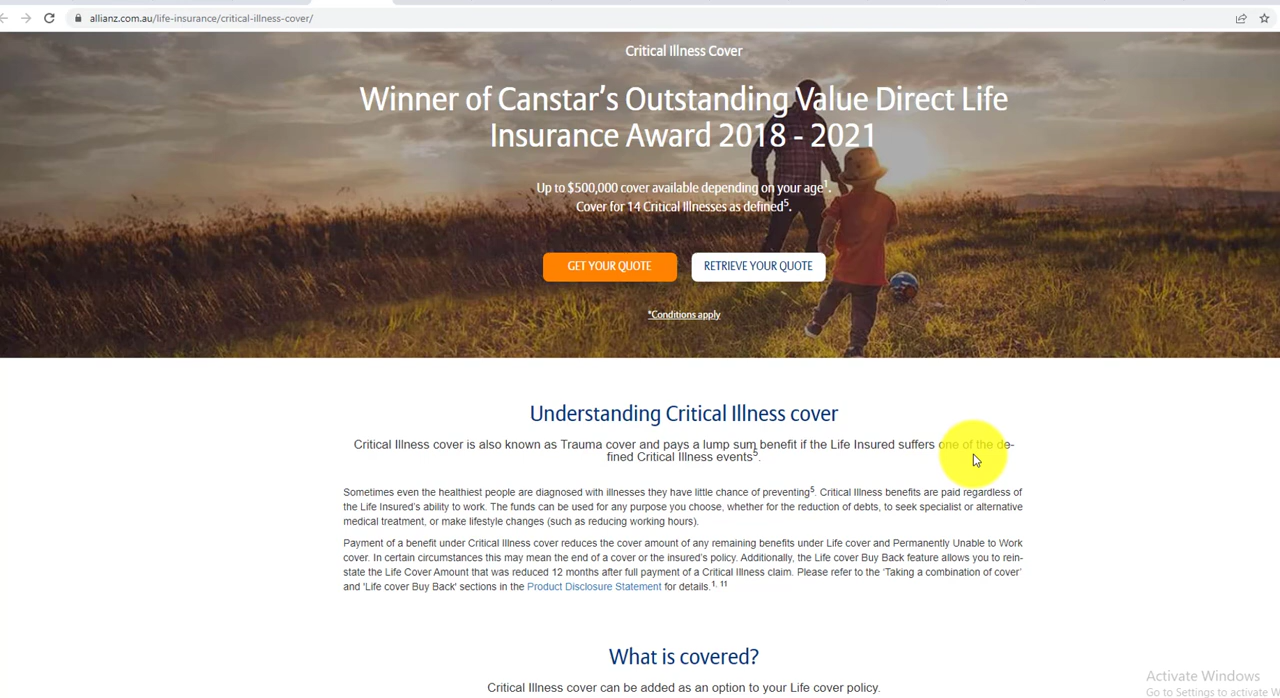 allianz.com.au/life-insurance/critical-illness-cover/
Critical Illness Cover
Winner of Canstar's Outstanding Value Direct Life
Insurance Award 2018 - 2021
Up to $500,000 cover available depending on your age¹.
Cover for 14 Critical Illnesses as defined⁵.
GET YOUR QUOTE
RETRIEVE YOUR QUOTE
*Conditions apply
Understanding Critical Illness cover
Critical Illness cover is also known as Trauma cover and pays a lump sum benefit if the Life Insured suffers one of the de-
fined Critical Illness events⁵.
Sometimes even the healthiest people are diagnosed with illnesses they have little chance of preventing⁵. Critical Illness benefits are paid regardless of
the Life Insured's ability to work. The funds can be used for any purpose you choose, whether for the reduction of debts, to seek specialist or alternative
medical treatment, or make lifestyle changes (such as reducing working hours).
Payment of a benefit under Critical Illness cover reduces the cover amount of any remaining benefits under Life cover and Permanently Unable to Work
cover. In certain circumstances this may mean the end of a cover or the insured's policy. Additionally, the Life cover Buy Back feature allows you to rein-
state the Life Cover Amount that was reduced 12 months after full payment of a Critical Illness claim. Please refer to the 'Taking a combination of cover'
and 'Life cover Buy Back' sections in the Product Disclosure Statement for details.¹, ¹¹
What is covered?
Critical Illness cover can be added as an option to your Life cover policy.
Activate Windows
Go to Settings to activate W